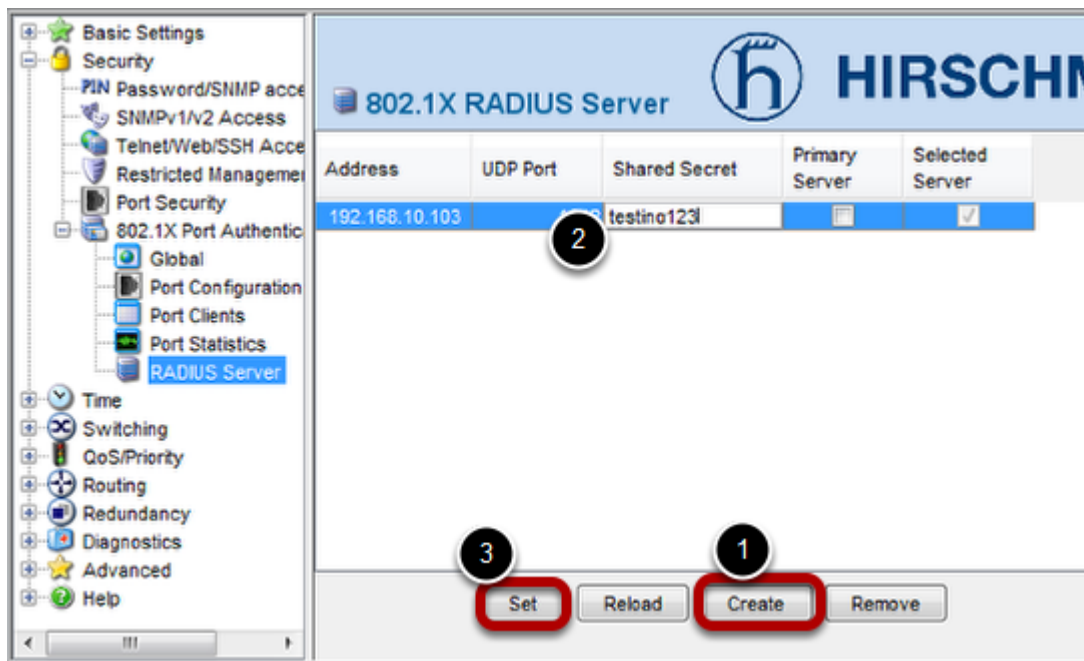 Basic Settings
Security
PIN Password/SNMP acce
SNMPv1/v2 Access
Telnet/Web/SSH Acce
Restricted Managemen
Port Security
802.1X Port Authentic
Global
Port Configuration
Port Clients
Port Statistics
RADIUS Server
Time
Switching
QoS/Priority
Routing
Redundancy
Diagnostics
Advanced
Help
802.1X RADIUS Server
HIRSCHM
Address UDP Port Shared Secret Primary Server Selected Server
192.168.10.103 testino123
2
3
1
Set Reload Create Remove